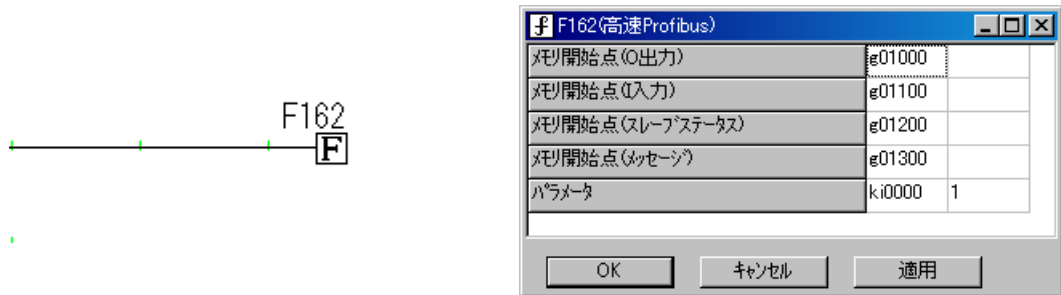 F162
F
F162(高速Profibus)
ﾒﾓﾘ開始点(O出力) g01000
ﾒﾓﾘ開始点(I入力) g01100
ﾒﾓﾘ開始点(ｽﾚｰﾌﾞｽﾃｰﾀｽ) g01200
ﾒﾓﾘ開始点(ﾒｯｾｰｼﾞ) g01300
ﾊﾟﾗﾒｰﾀ ki0000 1
OK ｷｬﾝｾﾙ 適用